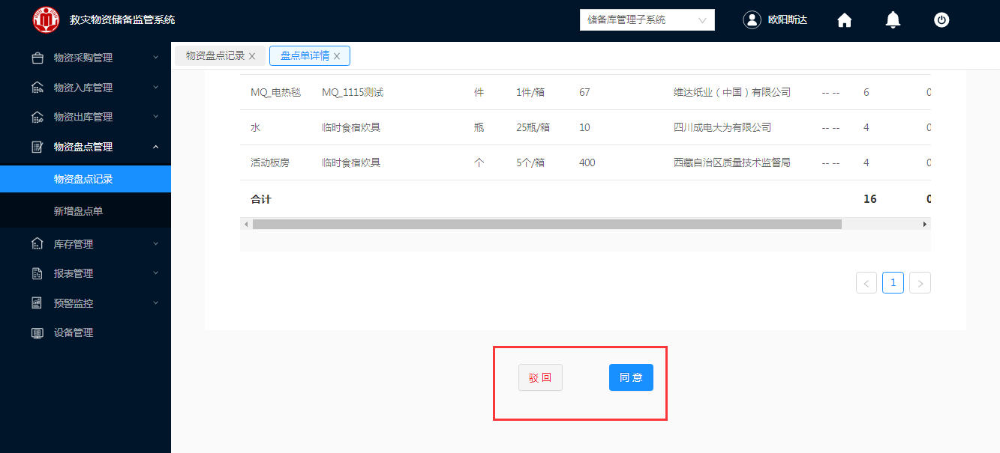 救灾物资储备监管系统
储备库管理子系统
欧阳斯达
物资采购管理
物资入库管理
物资出库管理
物资盘点管理
物资盘点记录
新增盘点单
库存管理
报表管理
预警监控
设备管理
物资盘点记录 × 盘点单详情 ×
MQ_电热毯 MQ_1115测试 件 1件/箱 67 维达纸业（中国）有限公司 -- -- 6 0
水 临时食宿炊具 瓶 25瓶/箱 10 四川成电大为有限公司 -- -- 4 0
活动板房 临时食宿炊具 个 5个/箱 400 西藏自治区质量技术监督局 -- -- 4 0
合计 16 0
< 1 >
驳 回 同 意